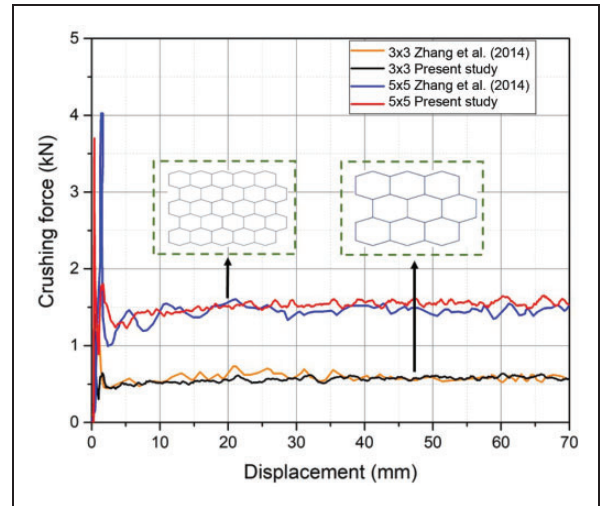 5
4
3
2
1
0
Crushing force (kN)
3x3 Zhang et al. (2014)
3x3 Present study
5x5 Zhang et al. (2014)
5x5 Present study
0 10 20 30 40 50 60 70
Displacement (mm)